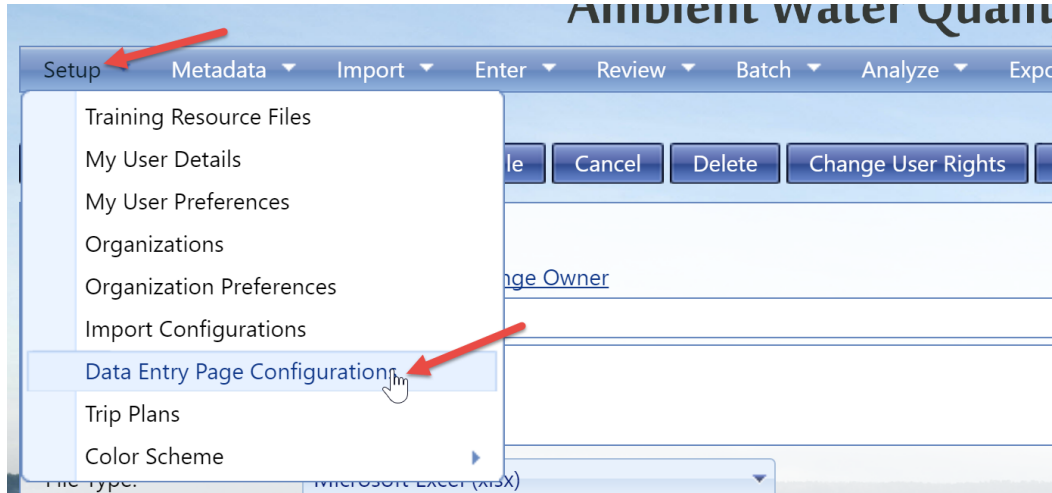 Ambient Water Quali
Setup Metadata Import Enter Review Batch Analyze Expo
Training Resource Files
My User Details
le Cancel Delete Change User Rights
My User Preferences
Organizations
nge Owner
Organization Preferences
Import Configurations
Data Entry Page Configurations
Trip Plans
Color Scheme
File Type: Microsoft Excel (xlsx)